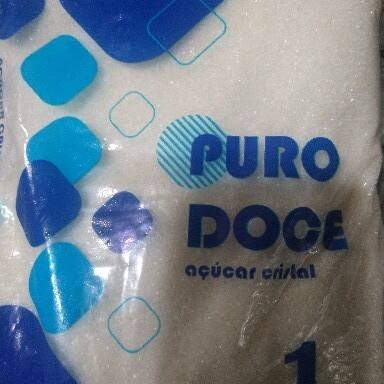 PURO
DOCE
açúcar cristal
1